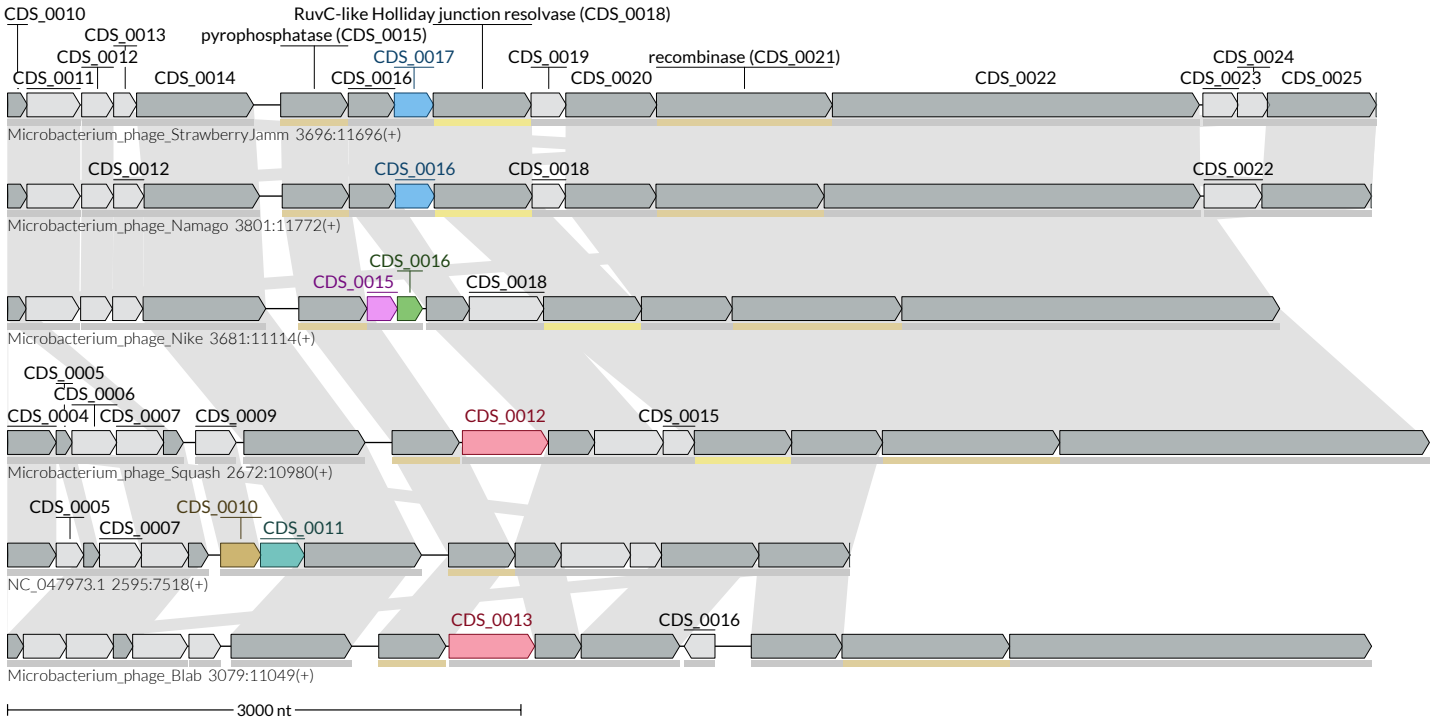 CDS_0010 RuvC-like Holliday junction resolvase (CDS_0018)
CDS_0013 pyrophosphatase (CDS_0015)
CDS_0012 CDS_0017 CDS_0019 recombinase (CDS_0021) CDS_0024
CDS_0011 CDS_0014 CDS_0016 CDS_0020 CDS_0022 CDS_0023 CDS_0025
Microbacterium_phage_StrawberryJamm 3696:11696(+)
CDS_0012 CDS_0016 CDS_0018 CDS_0022
Microbacterium_phage_Namago 3801:11772(+)
CDS_0016
CDS_0015 CDS_0018
Microbacterium_phage_Nike 3681:11114(+)
CDS_0005
CDS_0006
CDS_0004 CDS_0007 CDS_0009 CDS_0012 CDS_0015
Microbacterium_phage_Squash 2672:10980(+)
CDS_0005 CDS_0010
CDS_0007 CDS_0011
NC_047973.1 2595:7518(+)
CDS_0013 CDS_0016
Microbacterium_phage_Blab 3079:11049(+)
3000 nt